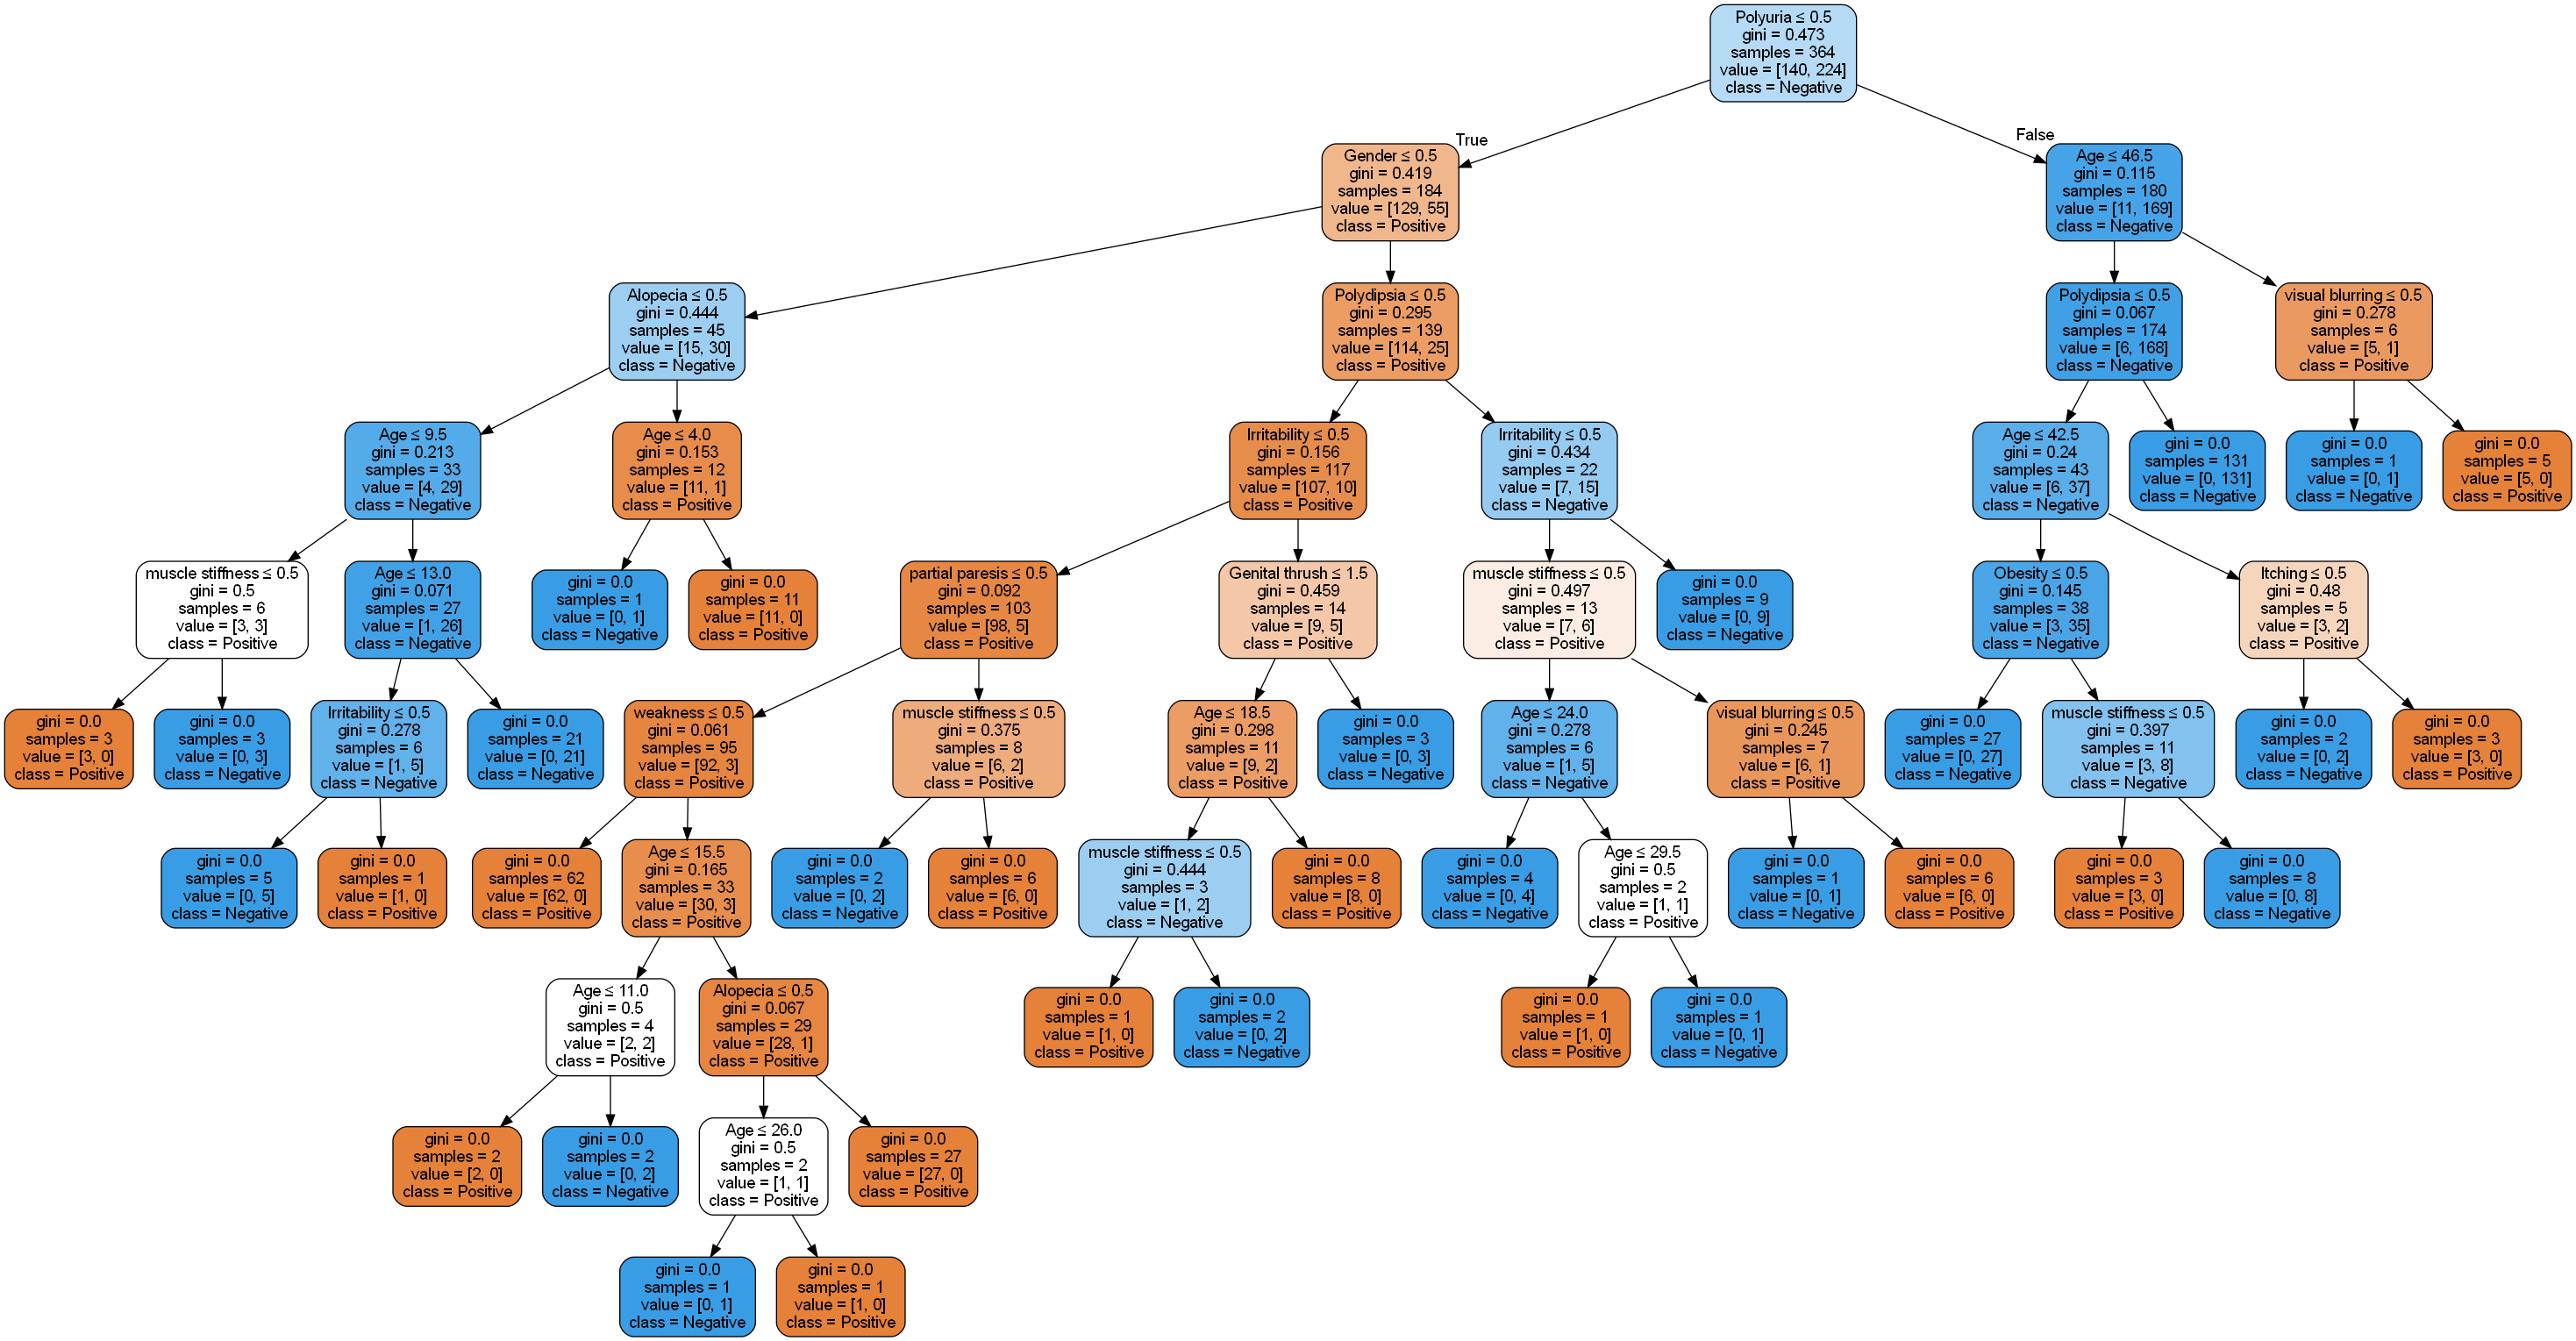 Polyuria ≤ 0.5
gini = 0.473
samples = 364
value = [140, 224]
class = Negative
True
False
Gender ≤ 0.5
gini = 0.419
samples = 184
value = [129, 55]
class = Positive
Age ≤ 46.5
gini = 0.115
samples = 180
value = [11, 169]
class = Negative
Alopecia ≤ 0.5
gini = 0.444
samples = 45
value = [15, 30]
class = Negative
Polydipsia ≤ 0.5
gini = 0.295
samples = 139
value = [114, 25]
class = Positive
Polydipsia ≤ 0.5
gini = 0.067
samples = 174
value = [6, 168]
class = Negative
visual blurring ≤ 0.5
gini = 0.278
samples = 6
value = [5, 1]
class = Positive
Age ≤ 9.5
gini = 0.213
samples = 33
value = [4, 29]
class = Negative
Age ≤ 4.0
gini = 0.153
samples = 12
value = [11, 1]
class = Positive
Irritability ≤ 0.5
gini = 0.156
samples = 117
value = [107, 10]
class = Positive
Irritability ≤ 0.5
gini = 0.434
samples = 22
value = [7, 15]
class = Negative
Age ≤ 42.5
gini = 0.24
samples = 43
value = [6, 37]
class = Negative
gini = 0.0
samples = 131
value = [0, 131]
class = Negative
gini = 0.0
samples = 1
value = [0, 1]
class = Negative
gini = 0.0
samples = 5
value = [5, 0]
class = Positive
muscle stiffness ≤ 0.5
gini = 0.5
samples = 6
value = [3, 3]
class = Positive
Age ≤ 13.0
gini = 0.071
samples = 27
value = [1, 26]
class = Negative
gini = 0.0
samples = 1
value = [0, 1]
class = Negative
gini = 0.0
samples = 11
value = [11, 0]
class = Positive
partial paresis ≤ 0.5
gini = 0.092
samples = 103
value = [98, 5]
class = Positive
Genital thrush ≤ 1.5
gini = 0.459
samples = 14
value = [9, 5]
class = Positive
muscle stiffness ≤ 0.5
gini = 0.497
samples = 13
value = [7, 6]
class = Positive
gini = 0.0
samples = 9
value = [0, 9]
class = Negative
Obesity ≤ 0.5
gini = 0.145
samples = 38
value = [3, 35]
class = Negative
Itching ≤ 0.5
gini = 0.48
samples = 5
value = [3, 2]
class = Positive
gini = 0.0
samples = 3
value = [3, 0]
class = Positive
gini = 0.0
samples = 3
value = [0, 3]
class = Negative
Irritability ≤ 0.5
gini = 0.278
samples = 6
value = [1, 5]
class = Negative
gini = 0.0
samples = 21
value = [0, 21]
class = Negative
weakness ≤ 0.5
gini = 0.061
samples = 95
value = [92, 3]
class = Positive
muscle stiffness ≤ 0.5
gini = 0.375
samples = 8
value = [6, 2]
class = Positive
Age ≤ 18.5
gini = 0.298
samples = 11
value = [9, 2]
class = Positive
gini = 0.0
samples = 3
value = [0, 3]
class = Negative
Age ≤ 24.0
gini = 0.278
samples = 6
value = [1, 5]
class = Negative
visual blurring ≤ 0.5
gini = 0.245
samples = 7
value = [6, 1]
class = Positive
gini = 0.0
samples = 27
value = [0, 27]
class = Negative
muscle stiffness ≤ 0.5
gini = 0.397
samples = 11
value = [3, 8]
class = Negative
gini = 0.0
samples = 2
value = [0, 2]
class = Negative
gini = 0.0
samples = 3
value = [3, 0]
class = Positive
gini = 0.0
samples = 5
value = [0, 5]
class = Negative
gini = 0.0
samples = 1
value = [1, 0]
class = Positive
gini = 0.0
samples = 62
value = [62, 0]
class = Positive
Age ≤ 15.5
gini = 0.165
samples = 33
value = [30, 3]
class = Positive
gini = 0.0
samples = 2
value = [0, 2]
class = Negative
gini = 0.0
samples = 6
value = [6, 0]
class = Positive
muscle stiffness ≤ 0.5
gini = 0.444
samples = 3
value = [1, 2]
class = Negative
gini = 0.0
samples = 8
value = [8, 0]
class = Positive
gini = 0.0
samples = 4
value = [0, 4]
class = Negative
Age ≤ 29.5
gini = 0.5
samples = 2
value = [1, 1]
class = Positive
gini = 0.0
samples = 1
value = [0, 1]
class = Negative
gini = 0.0
samples = 6
value = [6, 0]
class = Positive
gini = 0.0
samples = 3
value = [3, 0]
class = Positive
gini = 0.0
samples = 8
value = [0, 8]
class = Negative
Age ≤ 11.0
gini = 0.5
samples = 4
value = [2, 2]
class = Positive
Alopecia ≤ 0.5
gini = 0.067
samples = 29
value = [28, 1]
class = Positive
gini = 0.0
samples = 1
value = [1, 0]
class = Positive
gini = 0.0
samples = 2
value = [0, 2]
class = Negative
gini = 0.0
samples = 1
value = [1, 0]
class = Positive
gini = 0.0
samples = 1
value = [0, 1]
class = Negative
gini = 0.0
samples = 2
value = [2, 0]
class = Positive
gini = 0.0
samples = 2
value = [0, 2]
class = Negative
Age ≤ 26.0
gini = 0.5
samples = 2
value = [1, 1]
class = Positive
gini = 0.0
samples = 27
value = [27, 0]
class = Positive
gini = 0.0
samples = 1
value = [0, 1]
class = Negative
gini = 0.0
samples = 1
value = [1, 0]
class = Positive